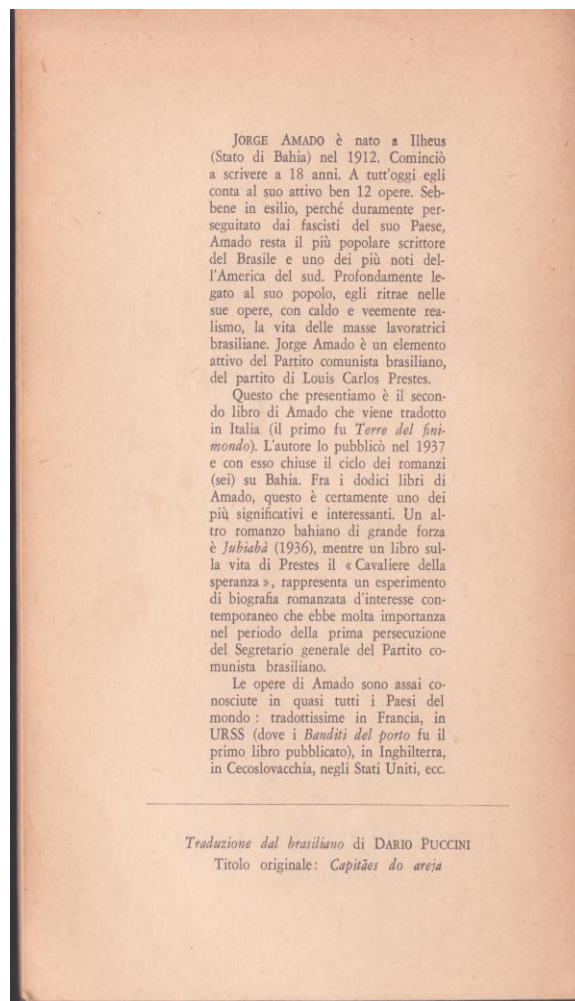 JORGE AMADO è nato a Ilheus
(Stato di Bahia) nel 1912. Cominciò
a scrivere a 18 anni. A tutt'oggi egli
conta al suo attivo ben 12 opere. Seb-
bene in esilio, perché duramente per-
seguitato dai fascisti del suo Paese,
Amado resta il più popolare scrittore
del Brasile e uno dei più noti del-
l'America del sud. Profondamente le-
gato al suo popolo, egli ritrae nelle
sue opere, con caldo e veemente rea-
lismo, la vita delle masse lavoratrici
brasiliane. Jorge Amado è un elemento
attivo del Partito comunista brasiliano,
del partito di Louis Carlos Prestes.
Questo che presentiamo è il secon-
do libro di Amado che viene tradotto
in Italia (il primo fu Terre del fini-
mondo). L'autore lo pubblicò nel 1937
e con esso chiuse il ciclo dei romanzi
(sei) su Bahia. Fra i dodici libri di
Amado, questo è certamente uno dei
più significativi e interessanti. Un al-
tro romanzo bahiano di grande forza
è Jubiabà (1936), mentre un libro sul-
la vita di Prestes il « Cavaliere della
speranza », rappresenta un esperimento
di biografia romanzata d'interesse con-
temporaneo che ebbe molta importanza
nel periodo della prima persecuzione
del Segretario generale del Partito co-
munista brasiliano.
Le opere di Amado sono assai co-
nosciute in quasi tutti i Paesi del
mondo : tradottissime in Francia, in
URSS (dove i Banditi del porto fu il
primo libro pubblicato), in Inghilterra,
in Cecoslovacchia, negli Stati Uniti, ecc.
Traduzione dal brasiliano di DARIO PUCCINI
Titolo originale: Capitães do areja